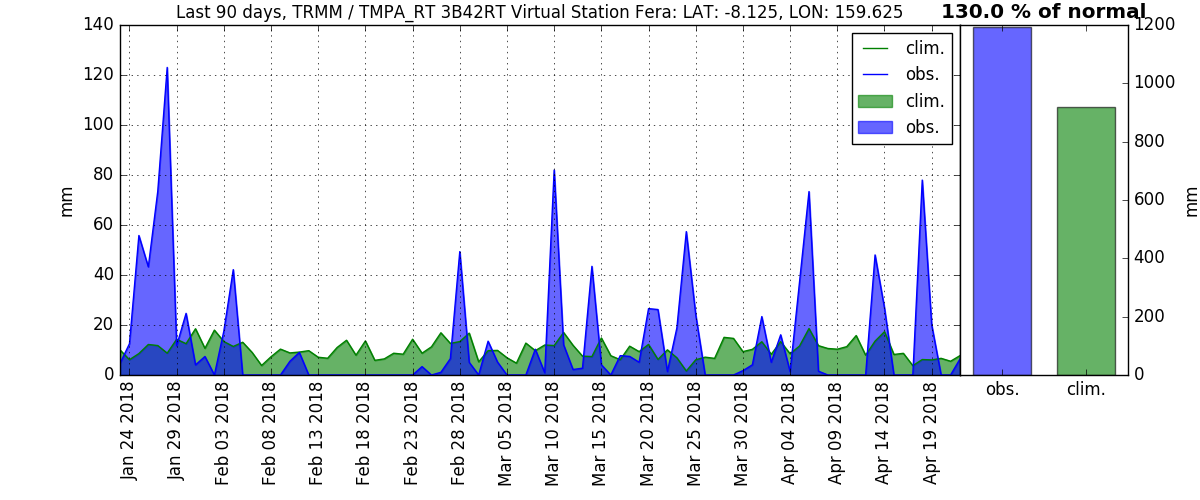 Last 90 days, TRMM / TMPA_RT 3B42RT Virtual Station Fera: LAT: -8.125, LON: 159.625
130.0 % of normal
140
120
100
80
60
40
20
0
mm
clim.
obs.
clim.
obs.
1200
1000
800
600
400
200
0
mm
Jan 24 2018
Jan 29 2018
Feb 03 2018
Feb 08 2018
Feb 13 2018
Feb 18 2018
Feb 23 2018
Feb 28 2018
Mar 05 2018
Mar 10 2018
Mar 15 2018
Mar 20 2018
Mar 25 2018
Mar 30 2018
Apr 04 2018
Apr 09 2018
Apr 14 2018
Apr 19 2018
obs.
clim.